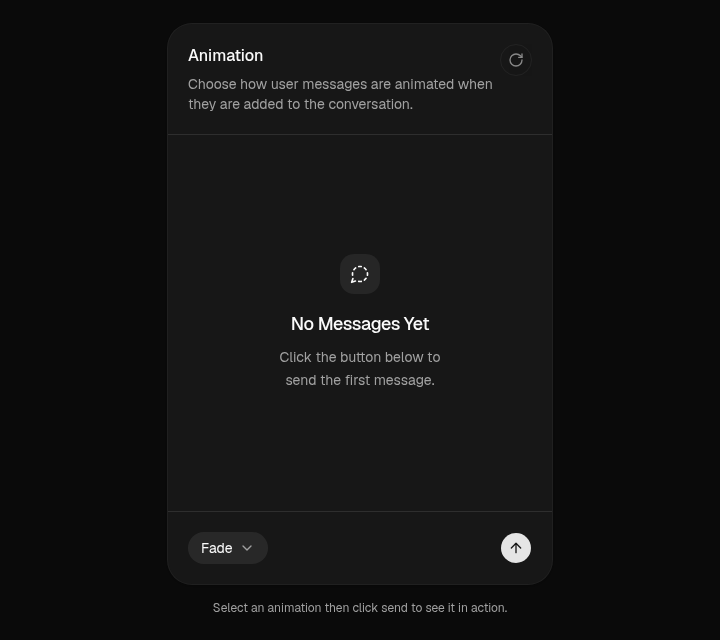 Animation
Choose how user messages are animated when
they are added to the conversation.
No Messages Yet
Click the button below to
send the first message.
Fade
Select an animation then click send to see it in action.